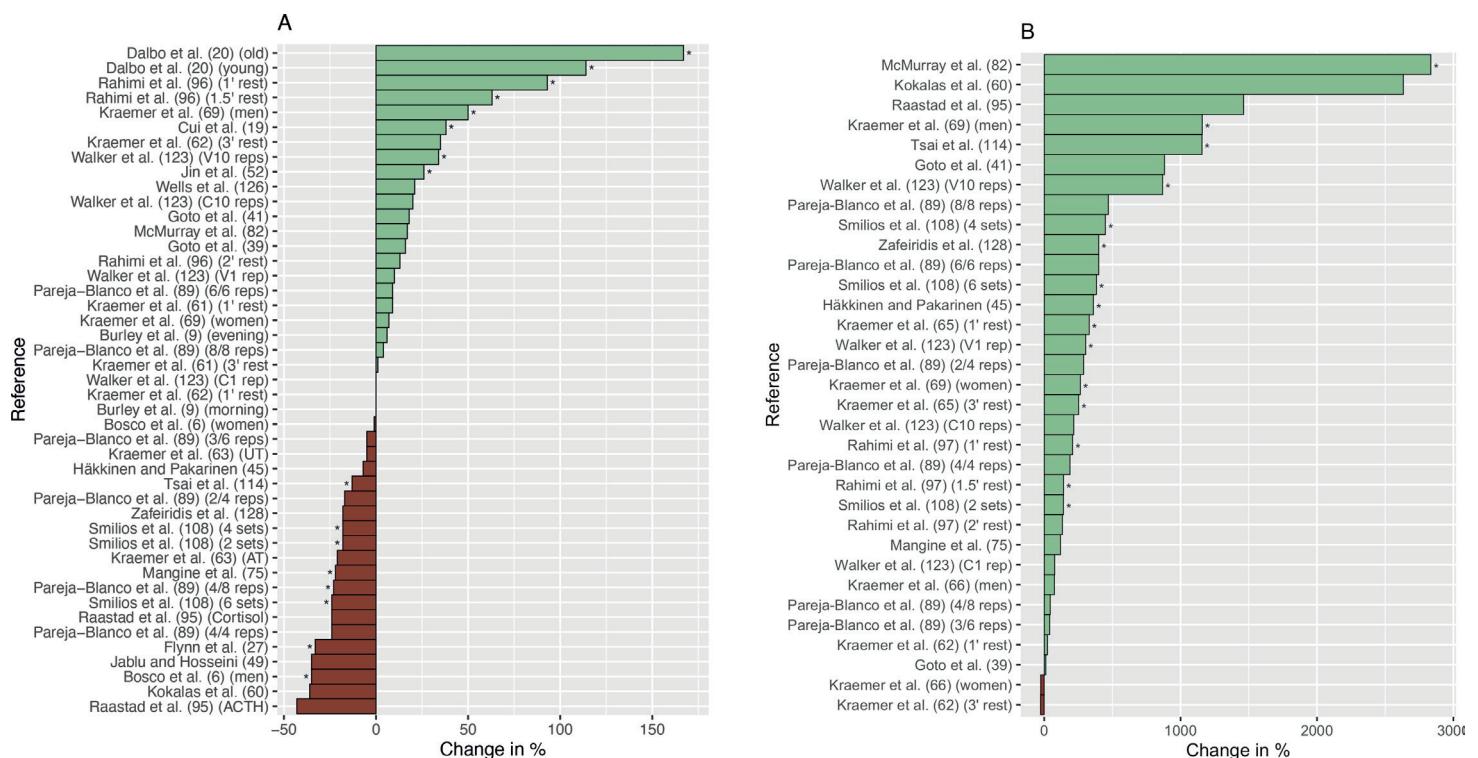 A
Dalbo et al. (20) (old)
*
Dalbo et al. (20) (young)
*
Rahimi et al. (96) (1' rest)
*
Rahimi et al. (96) (1.5' rest)
*
Kraemer et al. (69) (men)
*
Cui et al. (19)
*
Kraemer et al. (62) (3' rest)
Walker et al. (123) (V10 reps)
*
Jin et al. (52)
*
Wells et al. (126)
Walker et al. (123) (C10 reps)
Goto et al. (41)
McMurray et al. (82)
Goto et al. (39)
Rahimi et al. (96) (2' rest)
Walker et al. (123) (V1 rep)
Pareja−Blanco et al. (89) (6/6 reps)
Kraemer et al. (61) (1' rest)
Kraemer et al. (69) (women)
Burley et al. (9) (evening)
Pareja−Blanco et al. (89) (8/8 reps)
Kraemer et al. (61) (3' rest
Walker et al. (123) (C1 rep)
Kraemer et al. (62) (1' rest)
Burley et al. (9) (morning)
Bosco et al. (6) (women)
Pareja−Blanco et al. (89) (3/6 reps)
Kraemer et al. (63) (UT)
Häkkinen and Pakarinen (45)
Tsai et al. (114)
*
Pareja−Blanco et al. (89) (2/4 reps)
Zafeiridis et al. (128)
Smilios et al. (108) (4 sets)
*
Smilios et al. (108) (2 sets)
*
Kraemer et al. (63) (AT)
Mangine et al. (75)
*
Pareja−Blanco et al. (89) (4/8 reps)
*
Smilios et al. (108) (6 sets)
*
Raastad et al. (95) (Cortisol)
Pareja−Blanco et al. (89) (4/4 reps)
Flynn et al. (27)
*
Jablu and Hosseini (49)
Bosco et al. (6) (men)
*
Kokalas et al. (60)
Raastad et al. (95) (ACTH)
Reference
−50 0 50 100 150
Change in %
B
McMurray et al. (82)
*
Kokalas et al. (60)
Raastad et al. (95)
Kraemer et al. (69) (men)
*
Tsai et al. (114)
*
Goto et al. (41)
Walker et al. (123) (V10 reps)
*
Pareja-Blanco et al. (89) (8/8 reps)
Smilios et al. (108) (4 sets)
*
Zafeiridis et al. (128)
*
Pareja-Blanco et al. (89) (6/6 reps)
Smilios et al. (108) (6 sets)
*
Häkkinen and Pakarinen (45)
*
Kraemer et al. (65) (1' rest)
*
Walker et al. (123) (V1 rep)
*
Pareja-Blanco et al. (89) (2/4 reps)
Kraemer et al. (69) (women)
*
Kraemer et al. (65) (3' rest)
*
Walker et al. (123) (C10 reps)
Rahimi et al. (97) (1' rest)
*
Pareja-Blanco et al. (89) (4/4 reps)
Rahimi et al. (97) (1.5' rest)
*
Smilios et al. (108) (2 sets)
*
Rahimi et al. (97) (2' rest)
Mangine et al. (75)
Walker et al. (123) (C1 rep)
Kraemer et al. (66) (men)
Pareja-Blanco et al. (89) (4/8 reps)
Pareja-Blanco et al. (89) (3/6 reps)
Kraemer et al. (62) (1' rest)
Goto et al. (39)
Kraemer et al. (66) (women)
Kraemer et al. (62) (3' rest)
Reference
0 1000 2000 3000
Change in %